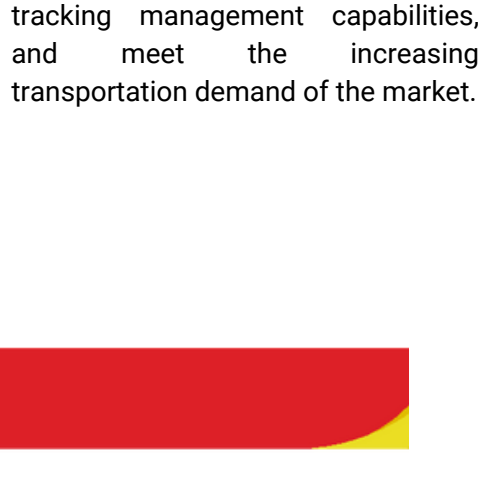 tracking management capabilities,
and meet the increasing
transportation demand of the market.